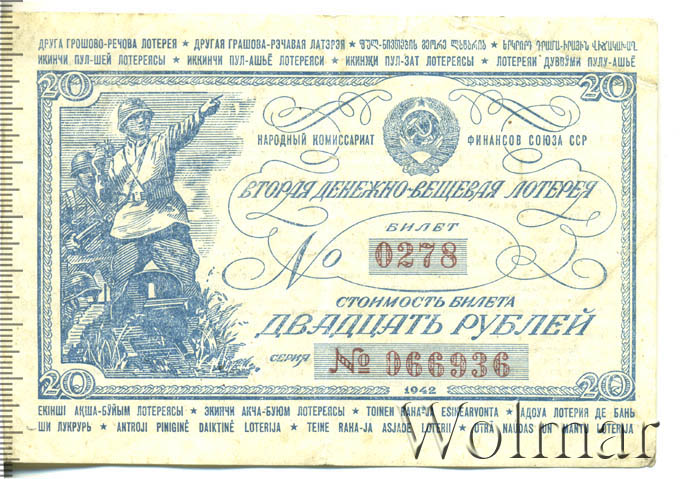 ДРУГА ГРОШОВО-РЕЧОВА ЛОТЕРЕЯ ★ ДРУГАЯ ГРАШОВА-РЭЧАВАЯ ЛАТЭРЭЯ ★
ИКИНЧИ ПУЛ-ШЕЙ ЛОТЕРЕЯСЫ ★ ИККИНЧИ ПУЛ-АШЬЁ ЛОТЕРЕЯСИ ★ ИКИНҖИ ПУЛ-ЗАТ ЛОТЕРЕЯСЫ ★ ЛОТЕРЕЯИ ДУВВӮМИ ПУЛУ-АШЬЁ
20 20
НАРОДНЫЙ КОМИССАРИАТ ФИНАНСОВ СОЮЗА ССР
ВТОРАЯ ДЕНЕЖНО-ВЕЩЕВАЯ ЛОТЕРЕЯ
БИЛЕТ
No 0278
СТОИМОСТЬ БИЛЕТА
ДВАДЦАТЬ РУБЛЕЙ
СЕРИЯ № 066936
20 1942 20
ЕКІНШІ АҚША-БҰЙЫМ ЛОТЕРЕЯСЫ ★ ЭКИНЧИ АКЧА-БУЮМ ЛОТЕРЕЯСЫ ★ TOINEN RAHA- JA ESINEARVONTA ★ АДОУА ЛОТЕРИЯ ДЕ БАНЬ
ШИ ЛУКРУРЬ ★ ANTROJI PINIGINĖ DAIKTINĖ LOTERIJA ★ TEINE RAHA-JA ASJADE LOTERII ★ OTRĀ NAUDAS UN MANTU LOTERIJA
Wolmar